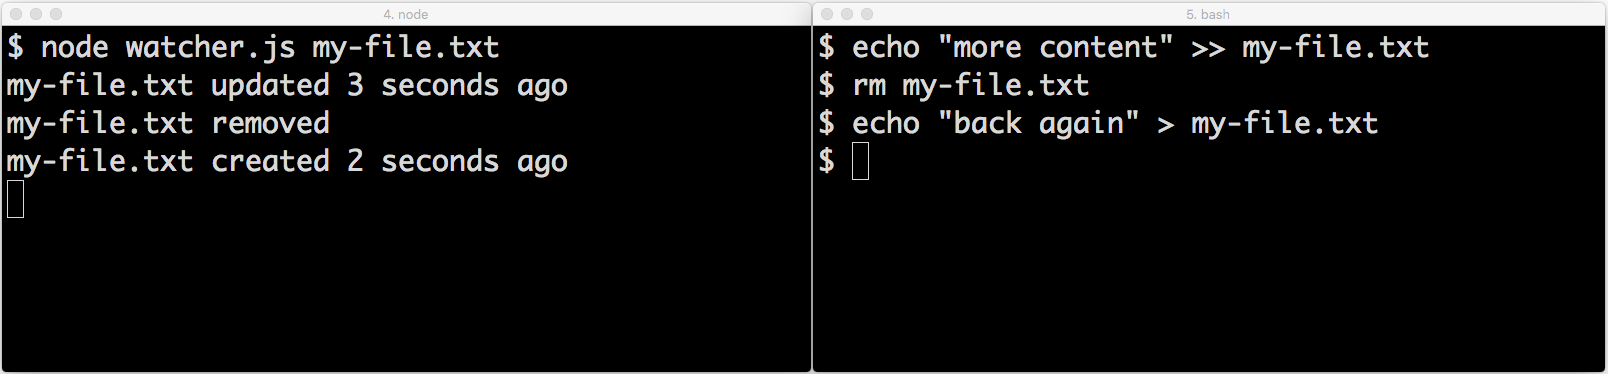 4. node
$ node watcher.js my-file.txt
my-file.txt updated 3 seconds ago
my-file.txt removed
my-file.txt created 2 seconds ago
5. bash
$ echo "more content" >> my-file.txt
$ rm my-file.txt
$ echo "back again" > my-file.txt
$